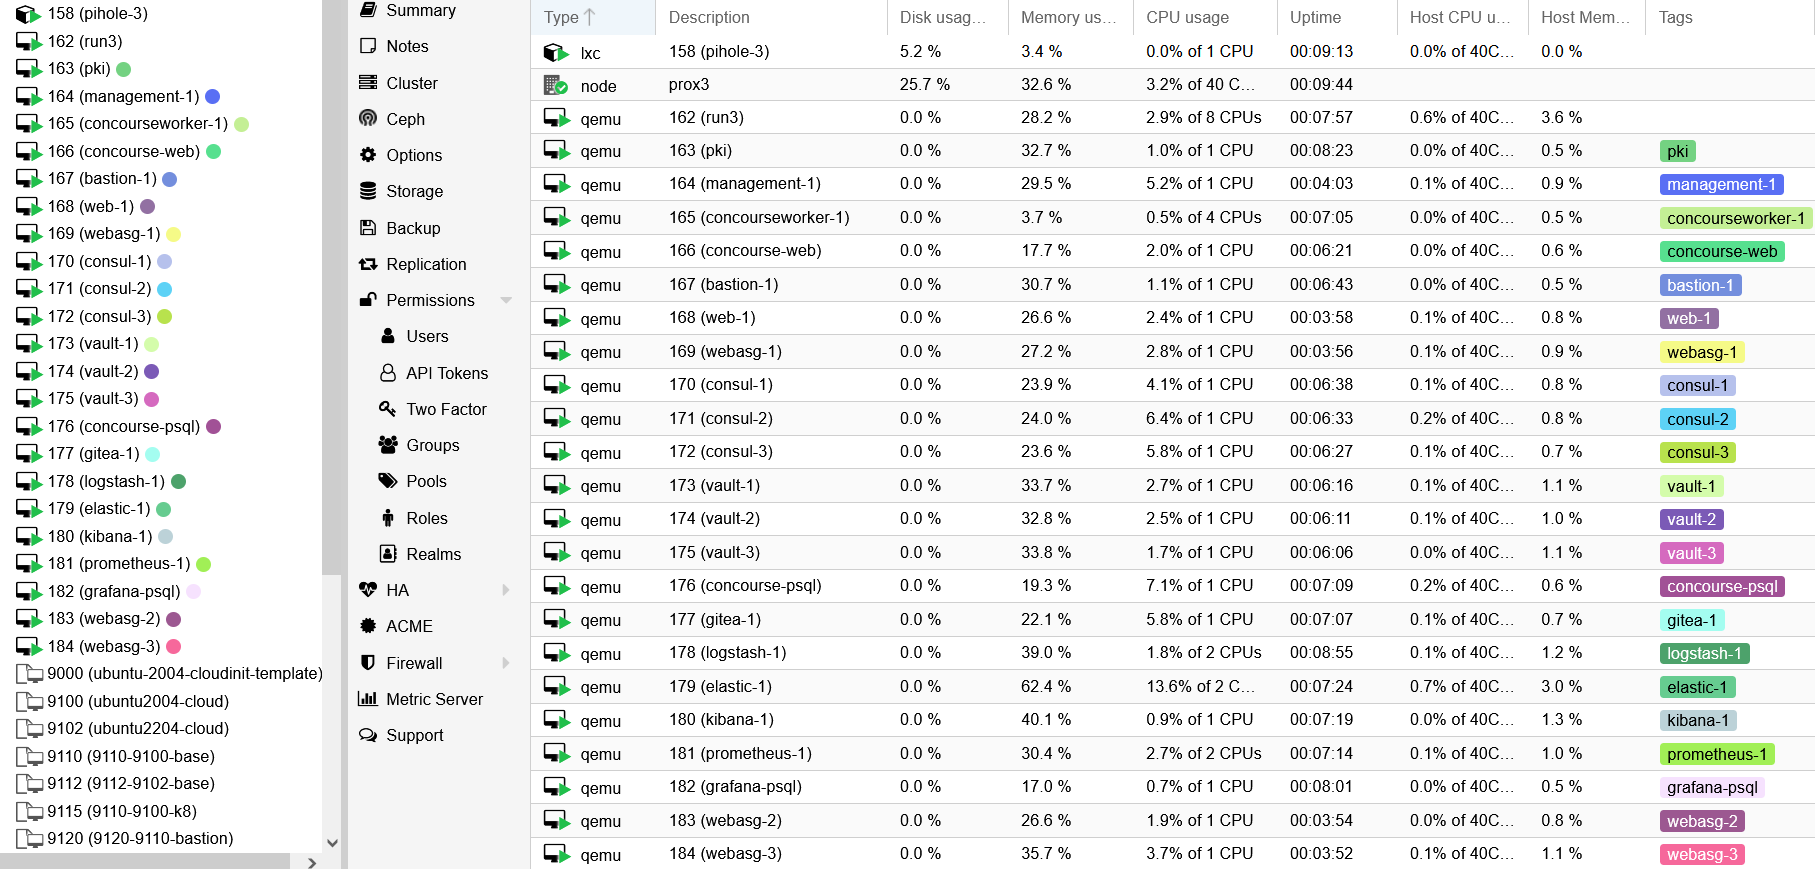 158 (pihole-3)
162 (run3)
163 (pki)
164 (management-1)
165 (concourseworker-1)
166 (concourse-web)
167 (bastion-1)
168 (web-1)
169 (webasg-1)
170 (consul-1)
171 (consul-2)
172 (consul-3)
173 (vault-1)
174 (vault-2)
175 (vault-3)
176 (concourse-psql)
177 (gitea-1)
178 (logstash-1)
179 (elastic-1)
180 (kibana-1)
181 (prometheus-1)
182 (grafana-psql)
183 (webasg-2)
184 (webasg-3)
9000 (ubuntu-2004-cloudinit-template)
9100 (ubuntu2004-cloud)
9102 (ubuntu2204-cloud)
9110 (9110-9100-base)
9112 (9112-9102-base)
9115 (9110-9100-k8)
9120 (9120-9110-bastion)
Summary
Notes
Cluster
Ceph
Options
Storage
Backup
Replication
Permissions
Users
API Tokens
Two Factor
Groups
Pools
Roles
Realms
HA
ACME
Firewall
Metric Server
Support
Type Description Disk usag... Memory us... CPU usage Uptime Host CPU u... Host Mem... Tags
lxc 158 (pihole-3) 5.2 % 3.4 % 0.0% of 1 CPU 00:09:13 0.0% of 40C... 0.0 %
node prox3 25.7 % 32.6 % 3.2% of 40 C... 00:09:44
qemu 162 (run3) 0.0 % 28.2 % 2.9% of 8 CPUs 00:07:57 0.6% of 40C... 3.6 %
qemu 163 (pki) 0.0 % 32.7 % 1.0% of 1 CPU 00:08:23 0.0% of 40C... 0.5 % pki
qemu 164 (management-1) 0.0 % 29.5 % 5.2% of 1 CPU 00:04:03 0.1% of 40C... 0.9 % management-1
qemu 165 (concourseworker-1) 0.0 % 3.7 % 0.5% of 4 CPUs 00:07:05 0.0% of 40C... 0.5 % concourseworker-1
qemu 166 (concourse-web) 0.0 % 17.7 % 2.0% of 1 CPU 00:06:21 0.0% of 40C... 0.6 % concourse-web
qemu 167 (bastion-1) 0.0 % 30.7 % 1.1% of 1 CPU 00:06:43 0.0% of 40C... 0.5 % bastion-1
qemu 168 (web-1) 0.0 % 26.6 % 2.4% of 1 CPU 00:03:58 0.1% of 40C... 0.8 % web-1
qemu 169 (webasg-1) 0.0 % 27.2 % 2.8% of 1 CPU 00:03:56 0.1% of 40C... 0.9 % webasg-1
qemu 170 (consul-1) 0.0 % 23.9 % 4.1% of 1 CPU 00:06:38 0.1% of 40C... 0.8 % consul-1
qemu 171 (consul-2) 0.0 % 24.0 % 6.4% of 1 CPU 00:06:33 0.2% of 40C... 0.8 % consul-2
qemu 172 (consul-3) 0.0 % 23.6 % 5.8% of 1 CPU 00:06:27 0.1% of 40C... 0.7 % consul-3
qemu 173 (vault-1) 0.0 % 33.7 % 2.7% of 1 CPU 00:06:16 0.1% of 40C... 1.1 % vault-1
qemu 174 (vault-2) 0.0 % 32.8 % 2.5% of 1 CPU 00:06:11 0.1% of 40C... 1.0 % vault-2
qemu 175 (vault-3) 0.0 % 33.8 % 1.7% of 1 CPU 00:06:06 0.0% of 40C... 1.1 % vault-3
qemu 176 (concourse-psql) 0.0 % 19.3 % 7.1% of 1 CPU 00:07:09 0.2% of 40C... 0.6 % concourse-psql
qemu 177 (gitea-1) 0.0 % 22.1 % 5.8% of 1 CPU 00:07:07 0.1% of 40C... 0.7 % gitea-1
qemu 178 (logstash-1) 0.0 % 39.0 % 1.8% of 2 CPUs 00:08:55 0.1% of 40C... 1.2 % logstash-1
qemu 179 (elastic-1) 0.0 % 62.4 % 13.6% of 2 C... 00:07:24 0.7% of 40C... 3.0 % elastic-1
qemu 180 (kibana-1) 0.0 % 40.1 % 0.9% of 1 CPU 00:07:19 0.0% of 40C... 1.3 % kibana-1
qemu 181 (prometheus-1) 0.0 % 30.4 % 2.7% of 2 CPUs 00:07:14 0.1% of 40C... 1.0 % prometheus-1
qemu 182 (grafana-psql) 0.0 % 17.0 % 0.7% of 1 CPU 00:08:01 0.0% of 40C... 0.5 % grafana-psql
qemu 183 (webasg-2) 0.0 % 26.6 % 1.9% of 1 CPU 00:03:54 0.0% of 40C... 0.8 % webasg-2
qemu 184 (webasg-3) 0.0 % 35.7 % 3.7% of 1 CPU 00:03:52 0.1% of 40C... 1.1 % webasg-3